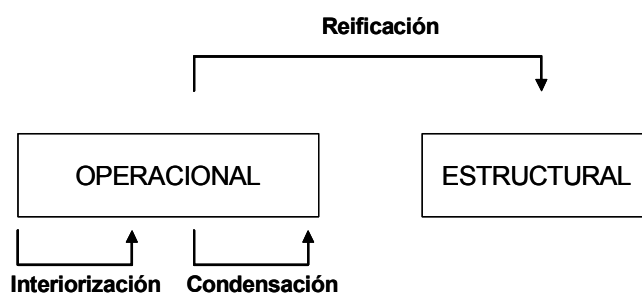 Reificación
OPERACIONAL
ESTRUCTURAL
Interiorización
Condensación